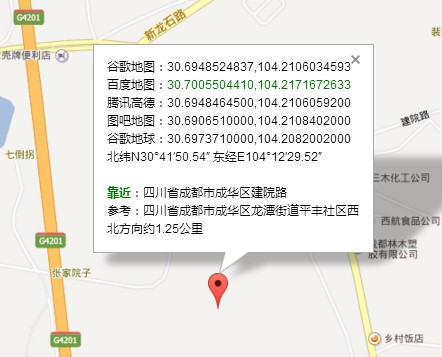 G4201
新龙石路
壳牌便利店
谷歌地图：30.6948524837,104.2106034593
百度地图：30.7005504410,104.2171672633
腾讯高德：30.6948464500,104.2106059200
图吧地图：30.6906510000,104.2108402000
谷歌地球：30.6973710000,104.2082002000
北纬N30°41′50.54″ 东经E104°12′29.52″
靠近：四川省成都市成华区建院路
参考：四川省成都市成华区龙潭街道平丰社区西
北方向约1.25公里
建院路
七倒拐
三木化工公司
西航食品公司
G4201
成都林木塑
胶有限公司
张家院子
G4201
乡村饭店